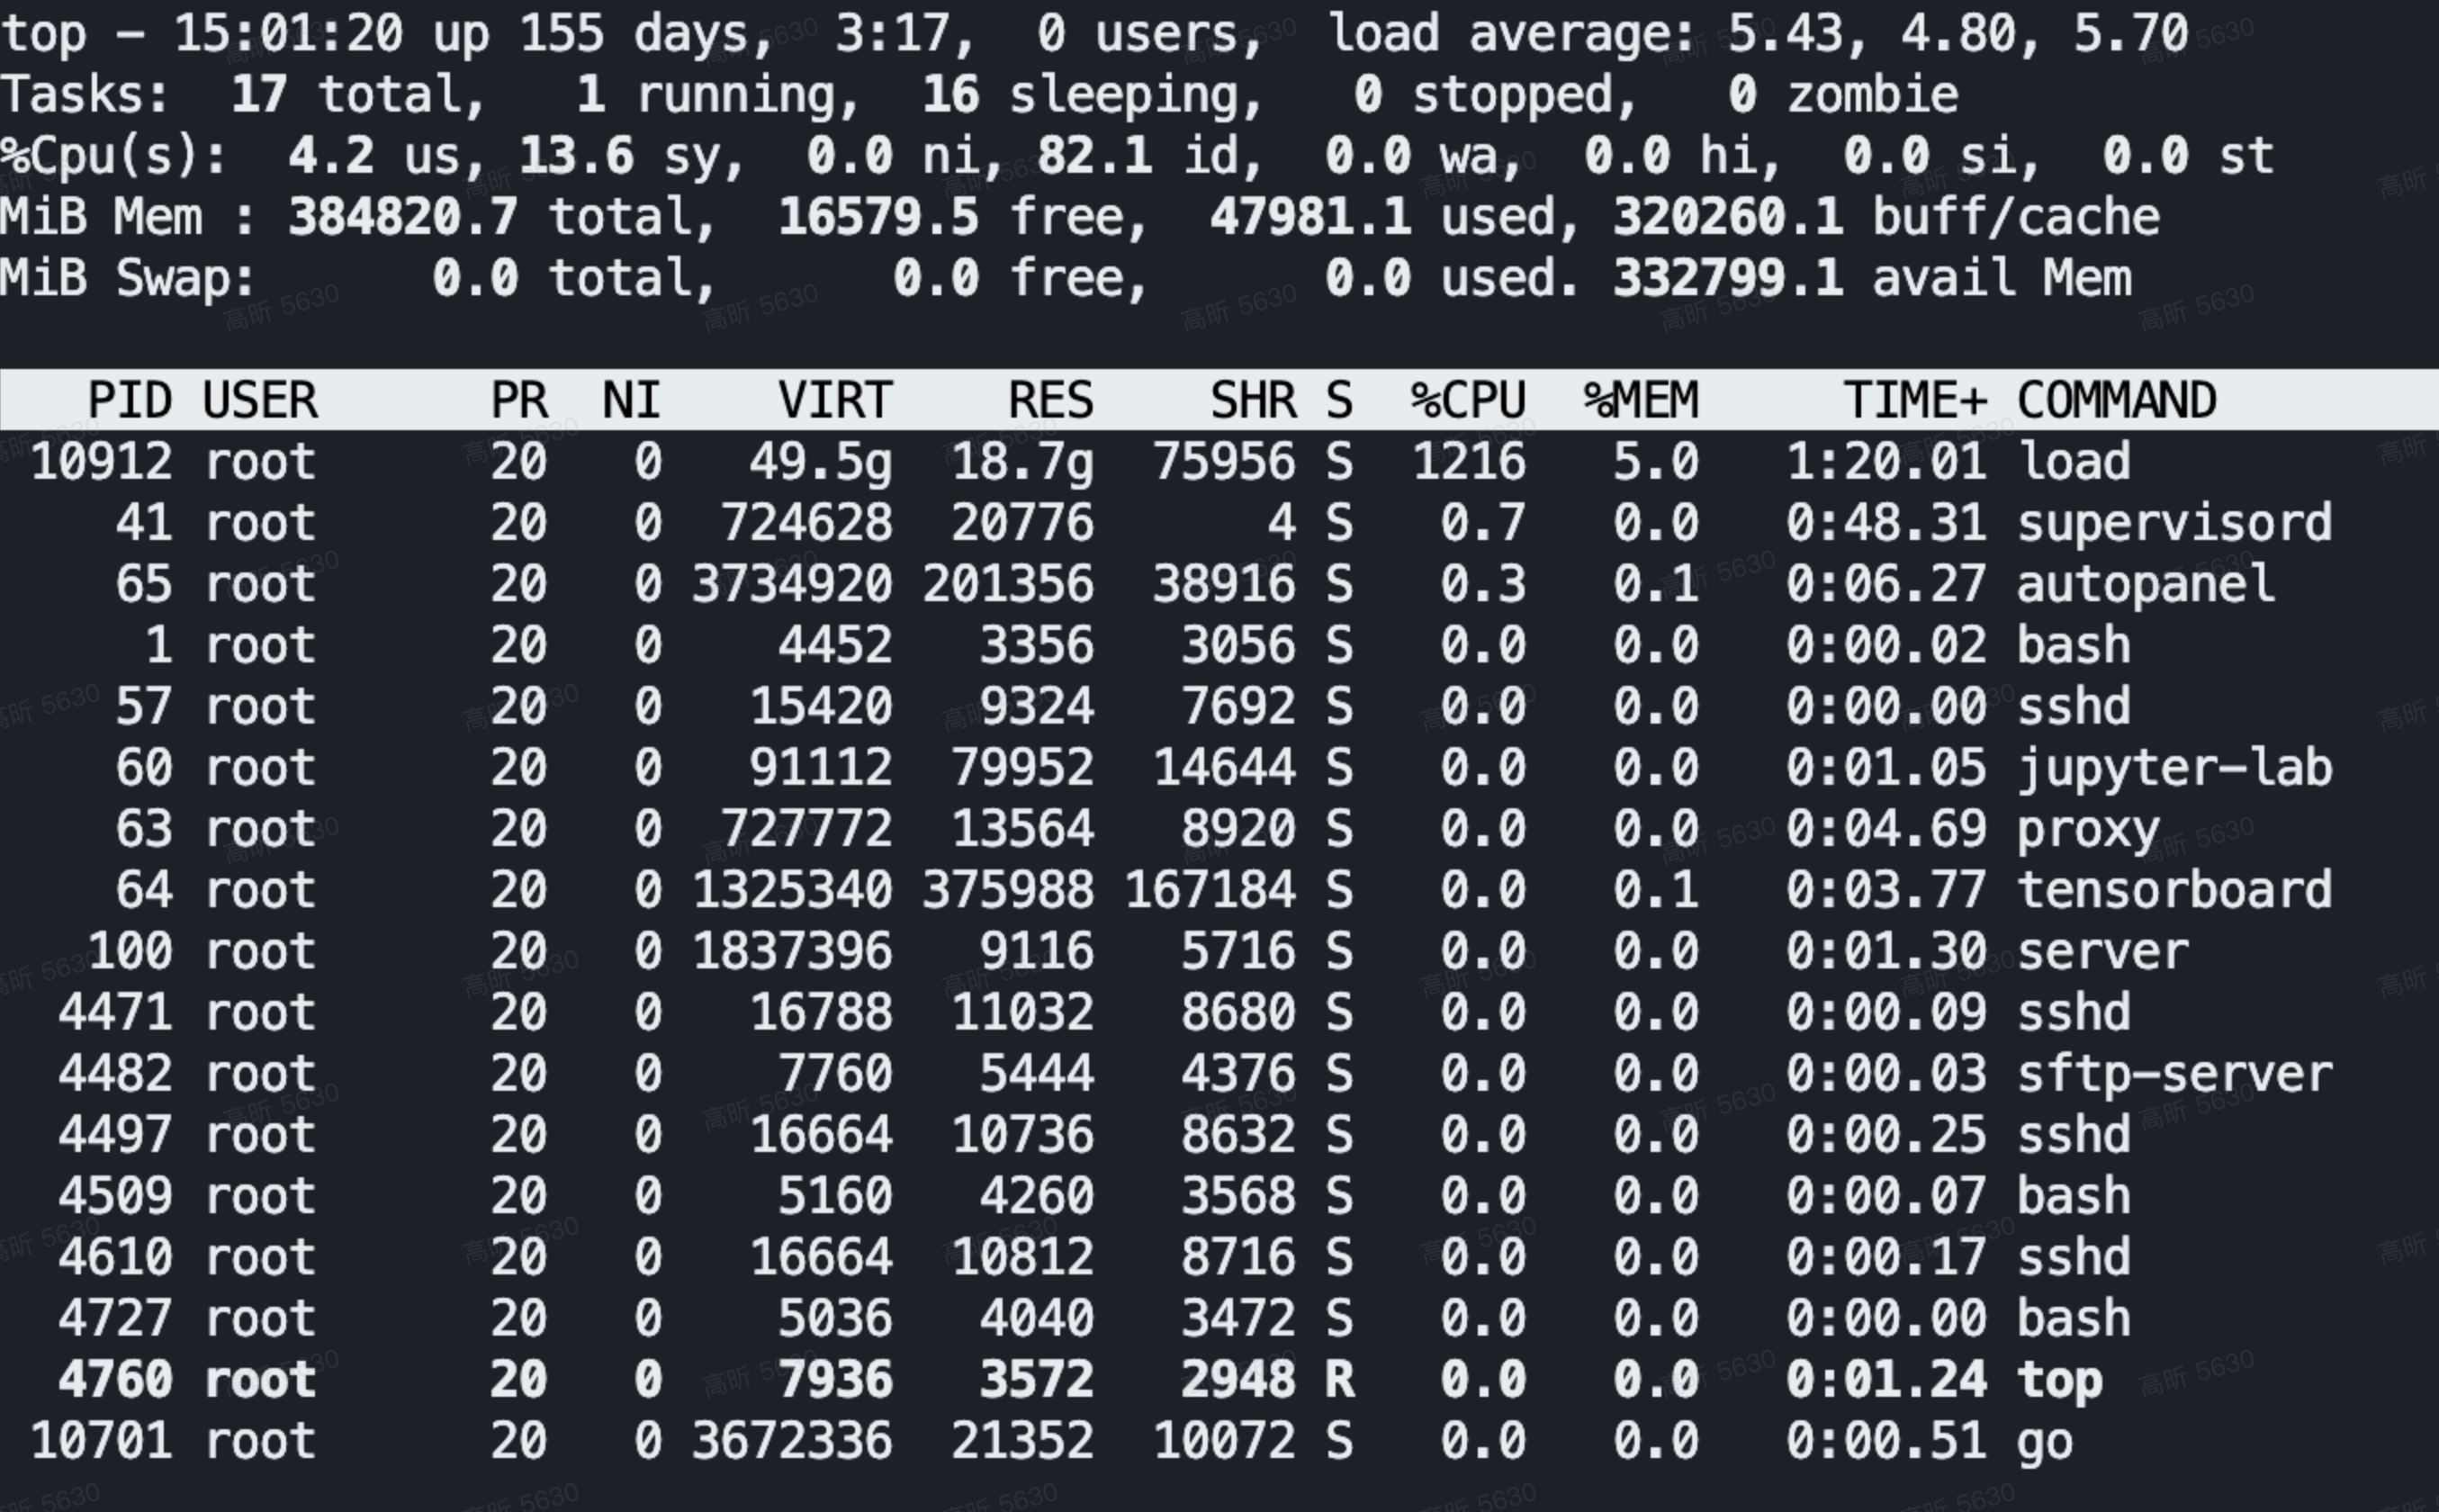 top - 15:01:20 up 155 days,  3:17,  0 users,  load average: 5.43, 4.80, 5.70
Tasks:  17 total,   1 running,  16 sleeping,   0 stopped,   0 zombie
%Cpu(s):  4.2 us, 13.6 sy,  0.0 ni, 82.1 id,  0.0 wa,  0.0 hi,  0.0 si,  0.0 st
MiB Mem : 384820.7 total,  16579.5 free,  47981.1 used, 320260.1 buff/cache
MiB Swap:      0.0 total,      0.0 free,      0.0 used. 332799.1 avail Mem
PID USER PR NI VIRT RES SHR S %CPU %MEM TIME+ COMMAND
10912 root 20 0 49.5g 18.7g 75956 S 1216 5.0 1:20.01 load
41 root 20 0 724628 20776 4 S 0.7 0.0 0:48.31 supervisord
65 root 20 0 3734920 201356 38916 S 0.3 0.1 0:06.27 autopanel
1 root 20 0 4452 3356 3056 S 0.0 0.0 0:00.02 bash
57 root 20 0 15420 9324 7692 S 0.0 0.0 0:00.00 sshd
60 root 20 0 91112 79952 14644 S 0.0 0.0 0:01.05 jupyter-lab
63 root 20 0 727772 13564 8920 S 0.0 0.0 0:04.69 proxy
64 root 20 0 1325340 375988 167184 S 0.0 0.1 0:03.77 tensorboard
100 root 20 0 1837396 9116 5716 S 0.0 0.0 0:01.30 server
4471 root 20 0 16788 11032 8680 S 0.0 0.0 0:00.09 sshd
4482 root 20 0 7760 5444 4376 S 0.0 0.0 0:00.03 sftp-server
4497 root 20 0 16664 10736 8632 S 0.0 0.0 0:00.25 sshd
4509 root 20 0 5160 4260 3568 S 0.0 0.0 0:00.07 bash
4610 root 20 0 16664 10812 8716 S 0.0 0.0 0:00.17 sshd
4727 root 20 0 5036 4040 3472 S 0.0 0.0 0:00.00 bash
4760 root 20 0 7936 3572 2948 R 0.0 0.0 0:01.24 top
10701 root 20 0 3672336 21352 10072 S 0.0 0.0 0:00.51 go
高昕 5630